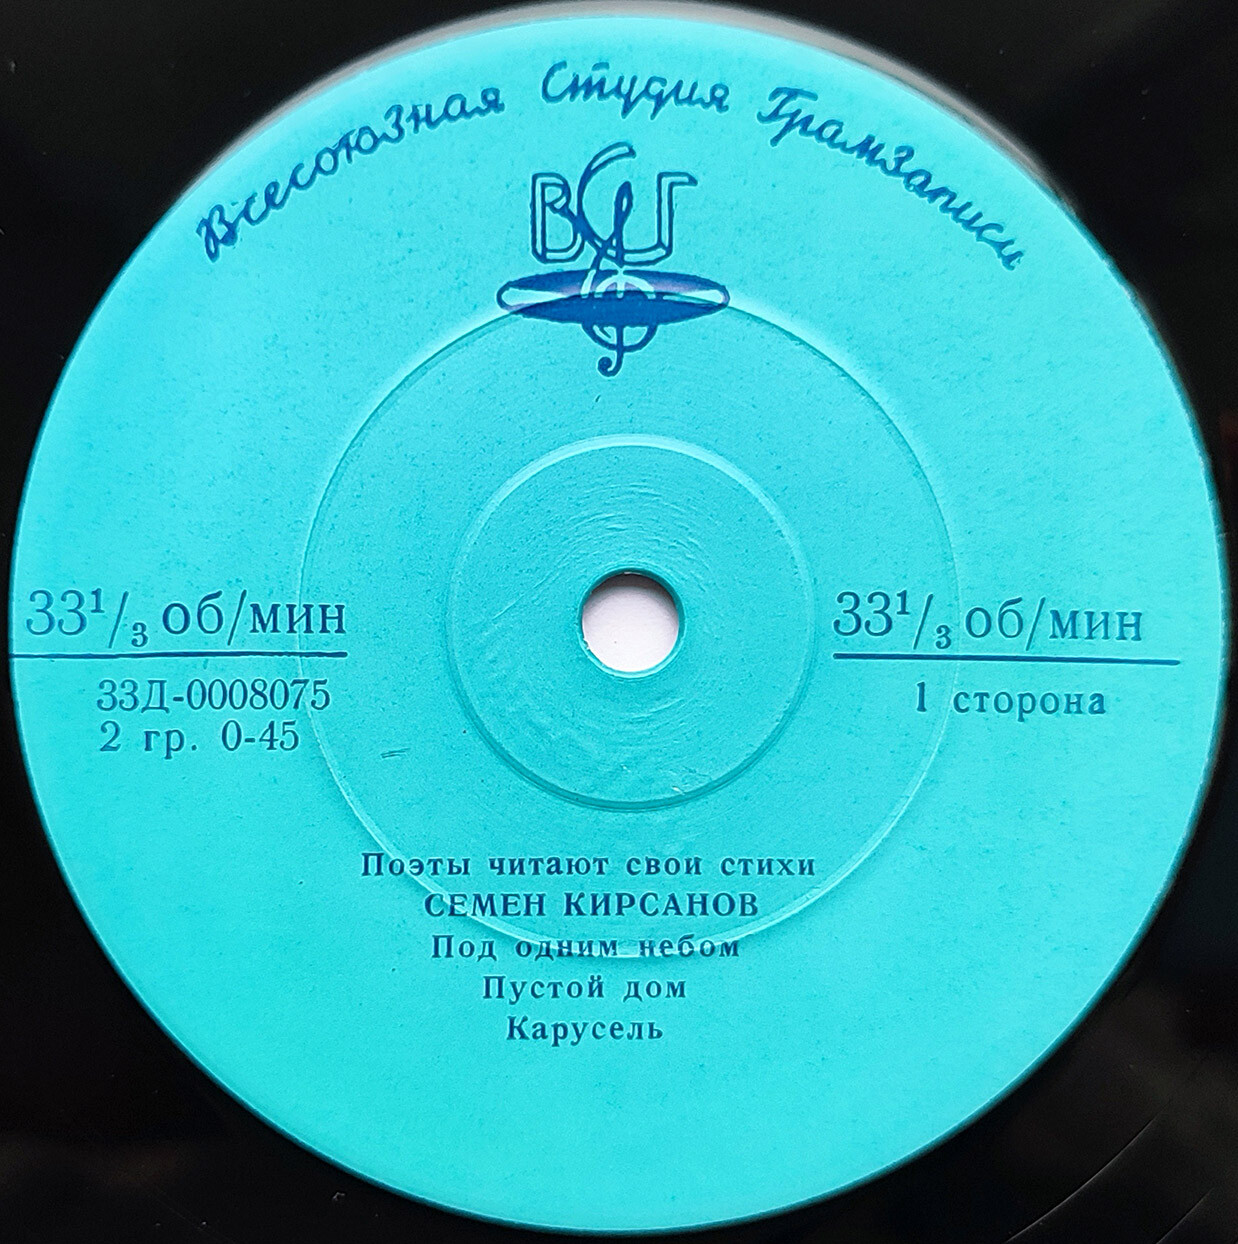 Всесоюзная Студия Грамзаписи
ВСГ
33¹/₃ об/мин
33Д-0008075
2 гр. 0-45
33¹/₃ об/мин
1 сторона
Поэты читают свои стихи
СЕМЕН КИРСАНОВ
Под одним небом
Пустой дом
Карусель